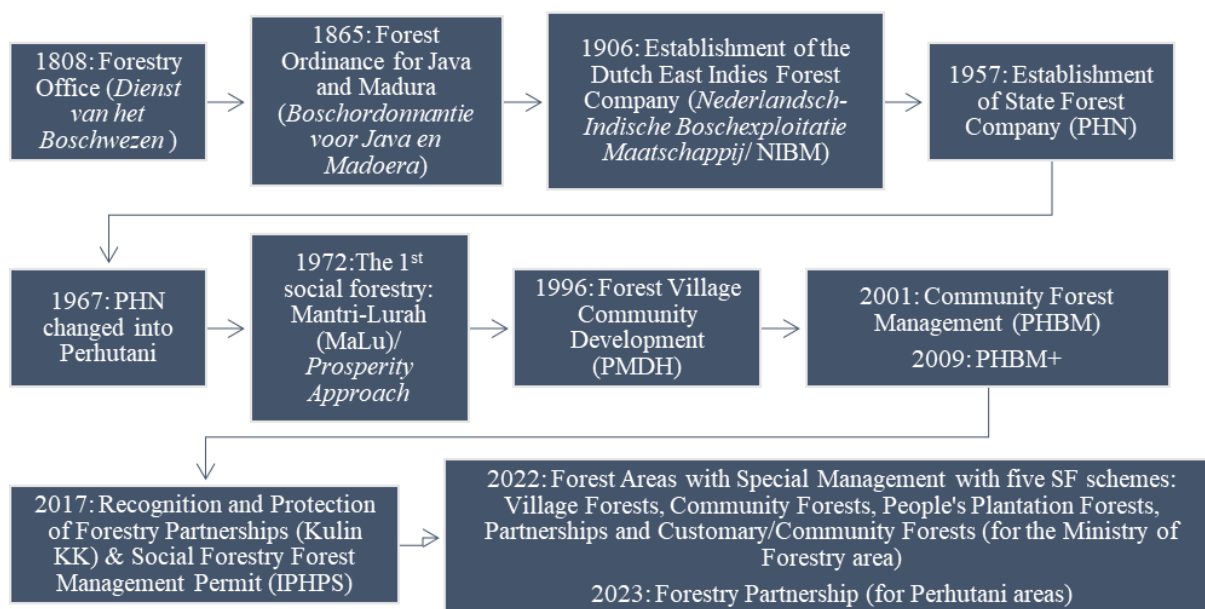 1808: Forestry
Office (Dienst
van het
Boschwezen )
1865: Forest
Ordinance for Java
and Madura
(Boschordonnantie
voor Java en
Madoera)
1906: Establishment of the
Dutch East Indies Forest
Company (Nederlandsch-
Indische Boschexploitatie
Maatschappij/ NIBM)
1957: Establishment
of State Forest
Company (PHN)
1967: PHN
changed into
Perhutani
1972:The 1st
social forestry:
Mantri-Lurah
(MaLu)/
Prosperity
Approach
1996: Forest Village
Community
Development
(PMDH)
2001: Community Forest
Management (PHBM)
2009: PHBM+
2017: Recognition and Protection
of Forestry Partnerships (Kulin
KK) & Social Forestry Forest
Management Permit (IPHPS)
2022: Forest Areas with Special Management with five SF schemes:
Village Forests, Community Forests, People's Plantation Forests,
Partnerships and Customary/Community Forests (for the Ministry of
Forestry area)
2023: Forestry Partnership (for Perhutani areas)